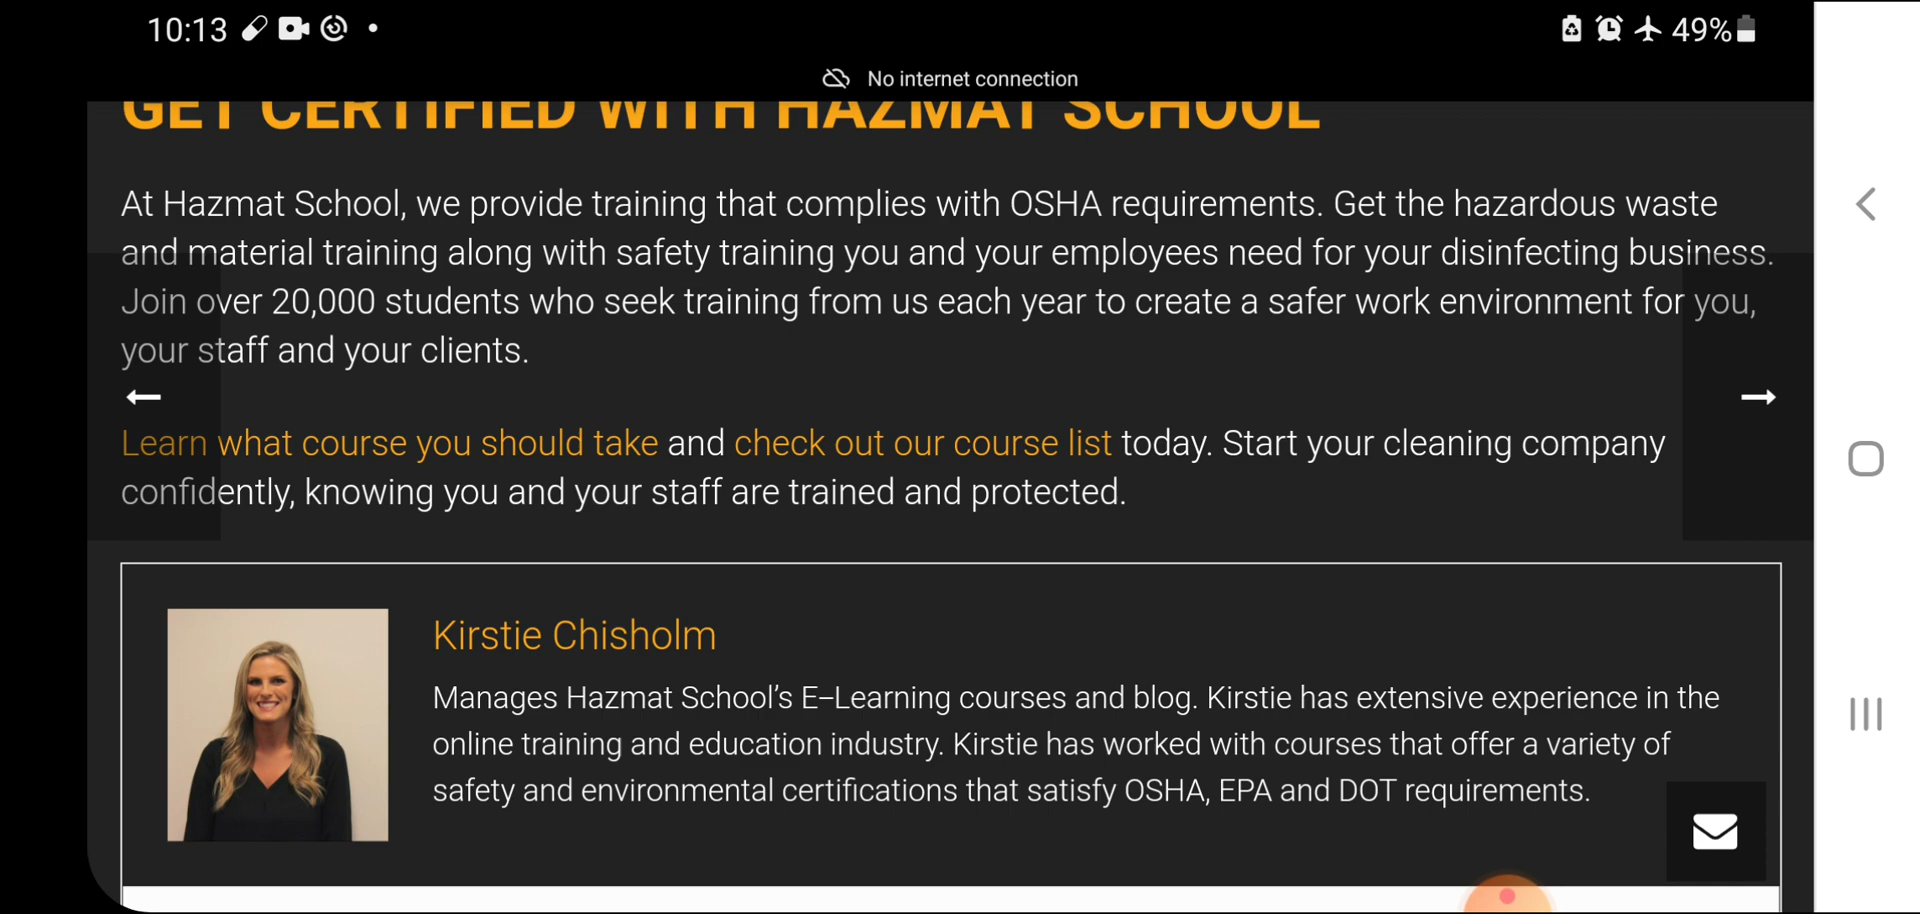 10:13
49%
No internet connection
GET CERTIFIED WITH HAZMAT SCHOOL
At Hazmat School, we provide training that complies with OSHA requirements. Get the hazardous waste
and material training along with safety training you and your employees need for your disinfecting business.
Join over 20,000 students who seek training from us each year to create a safer work environment for you,
your staff and your clients.
Learn what course you should take and check out our course list today. Start your cleaning company
confidently, knowing you and your staff are trained and protected.
Kirstie Chisholm
Manages Hazmat School’s E–Learning courses and blog. Kirstie has extensive experience in the
online training and education industry. Kirstie has worked with courses that offer a variety of
safety and environmental certifications that satisfy OSHA, EPA and DOT requirements.